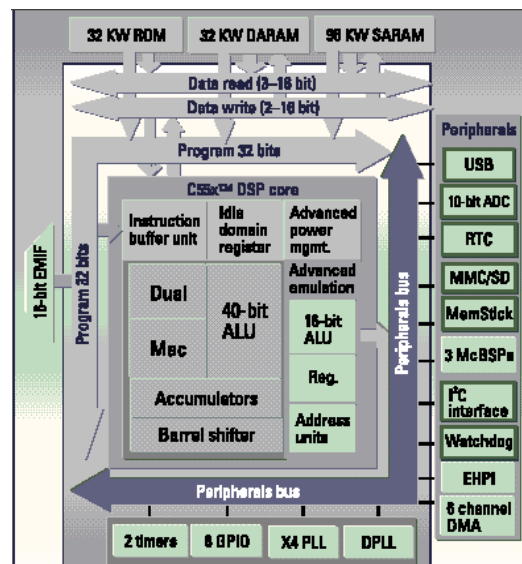 32 KW ROM
32 KW DARAM
96 KW SARAM
Data read (3–16 bit)
Data write (2–16 bit)
Program 32 bits
Peripherals
C55x™ DSP core
Instruction buffer unit
Idle domain register
Advanced power mgmt.
Advanced emulation
Dual
Mac
40-bit ALU
16-bit ALU
Reg.
Accumulators
Address units
Barrel shifter
16-bit EMIF
Program 32 bits
Peripherals bus
USB
10-bit ADC
RTC
MMC/SD
MemStick
3 McBSPs
I²C interface
Watchdog
EHPI
6 channel DMA
Peripherals bus
2 timers
8 GPIO
X4 PLL
DPLL